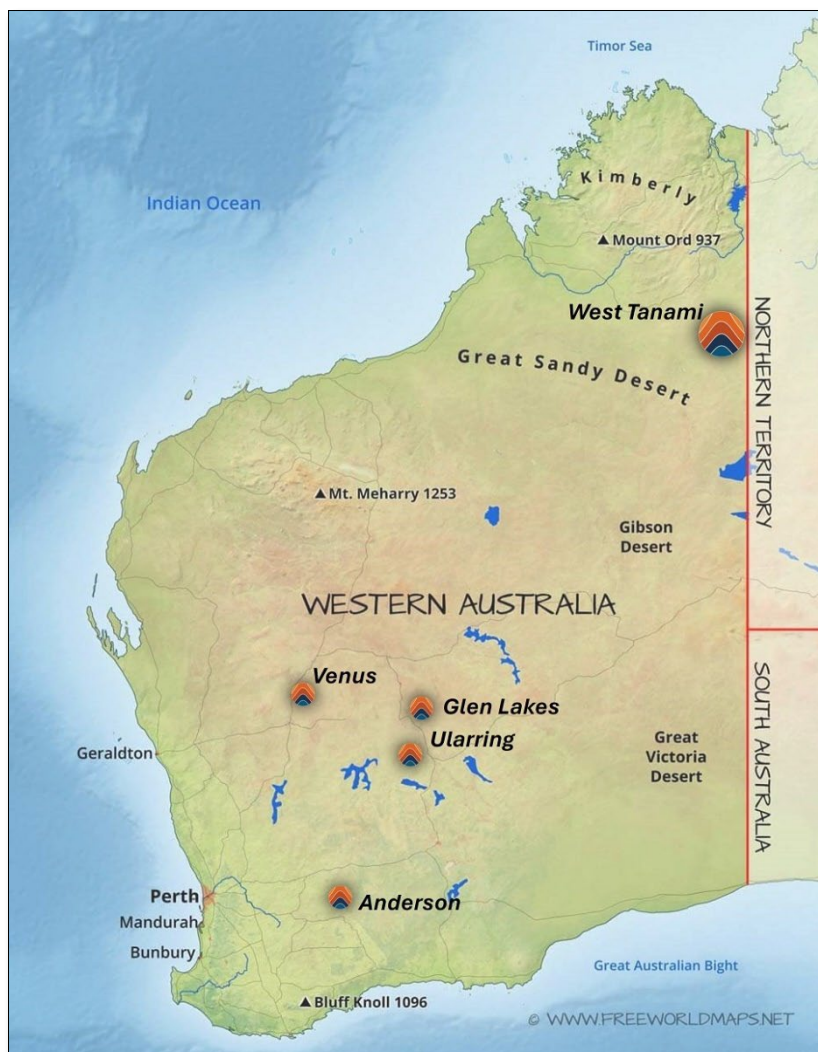 Timor Sea
Kimberly
Indian Ocean
▲ Mount Ord 937
West Tanami
NORTHERN TERRITORY
Great Sandy Desert
▲ Mt. Meharry 1253
Gibson
Desert
WESTERN AUSTRALIA
Venus
Glen Lakes
Ularring
SOUTH AUSTRALIA
Geraldton
Great
Victoria
Desert
Perth
Anderson
Mandurah
Bunbury
Great Australian Bight
▲ Bluff Knoll 1096
© WWW.FREEWORLDMAPS.NET